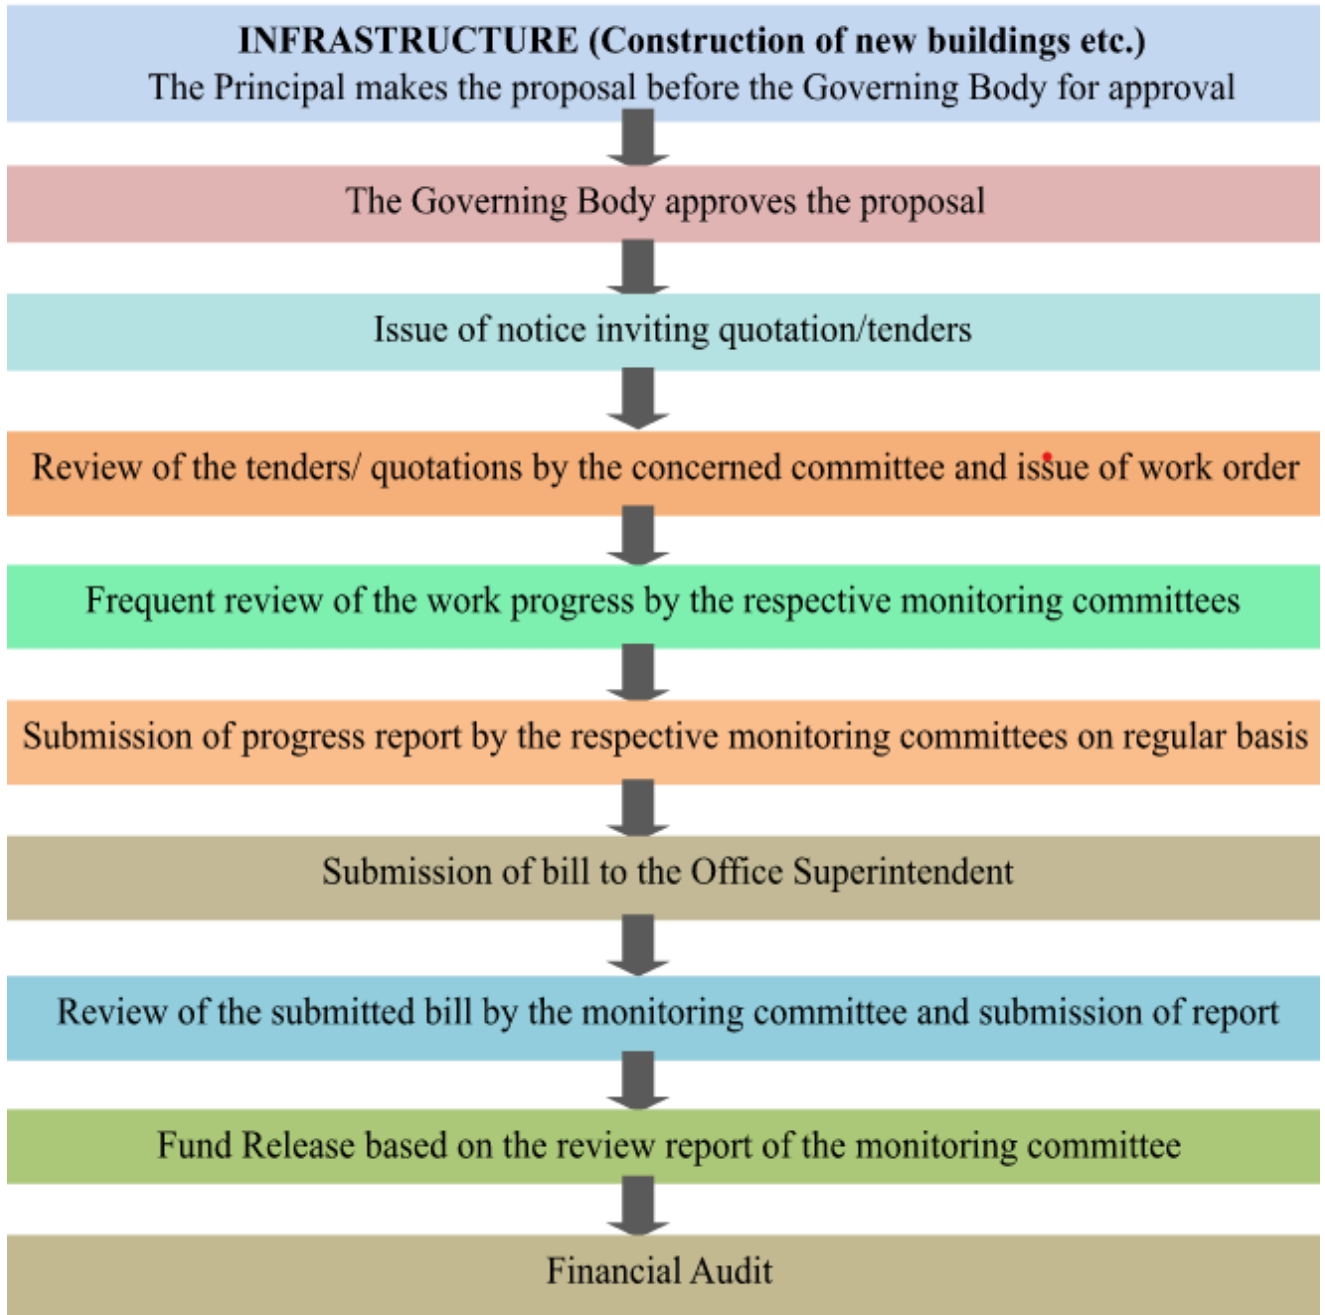 INFRASTRUCTURE (Construction of new buildings etc.)
The Principal makes the proposal before the Governing Body for approval
The Governing Body approves the proposal
Issue of notice inviting quotation/tenders
Review of the tenders/ quotations by the concerned committee and issue of work order
Frequent review of the work progress by the respective monitoring committees
Submission of progress report by the respective monitoring committees on regular basis
Submission of bill to the Office Superintendent
Review of the submitted bill by the monitoring committee and submission of report
Fund Release based on the review report of the monitoring committee
Financial Audit